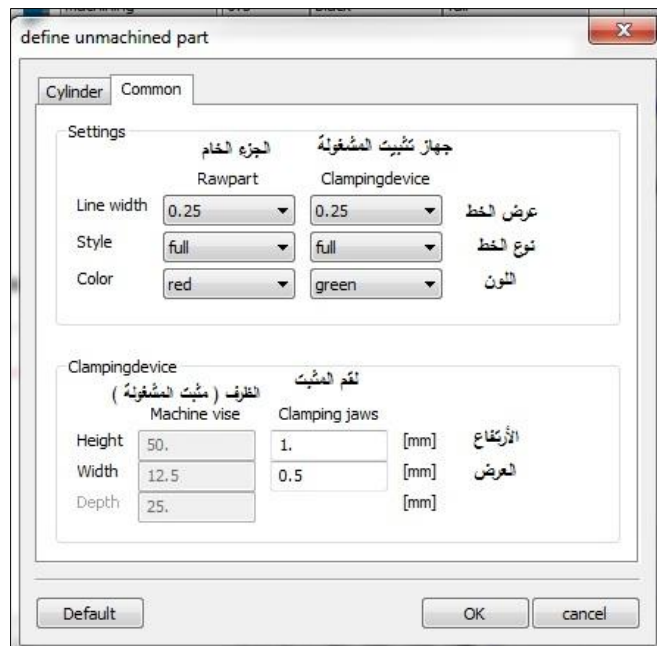 define unmachined part
Cylinder Common
Settings
الجزء الخام جهاز تثبيت المشغولة
Rawpart Clampingdevice
Line width 0.25 0.25 عرض الخط
Style full full نوع الخط
Color red green اللون
Clampingdevice
الظرف ( مثبت المشغولة ) لقم المثبت
Machine vise Clamping jaws
Height 50. 1. [mm] الأرتفاع
Width 12.5 0.5 [mm] العرض
Depth 25. [mm]
Default OK cancel